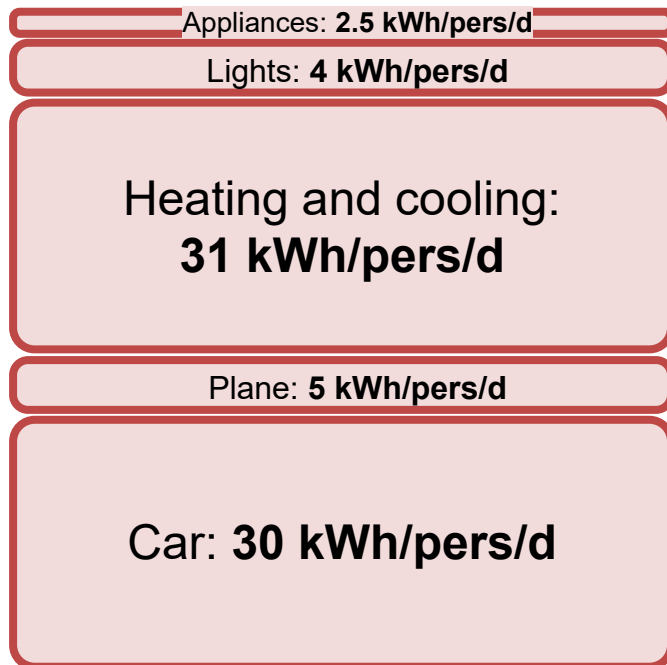 Appliances: 2.5 kWh/pers/d
Lights: 4 kWh/pers/d
Heating and cooling:
31 kWh/pers/d
Plane: 5 kWh/pers/d
Car: 30 kWh/pers/d